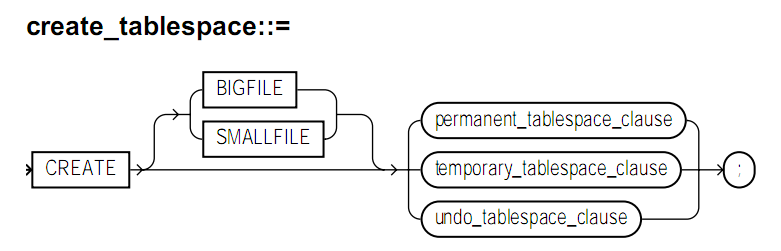 create_tablespace::=
BIGFILE
SMALLFILE
CREATE
permanent_tablespace_clause
temporary_tablespace_clause
undo_tablespace_clause
;